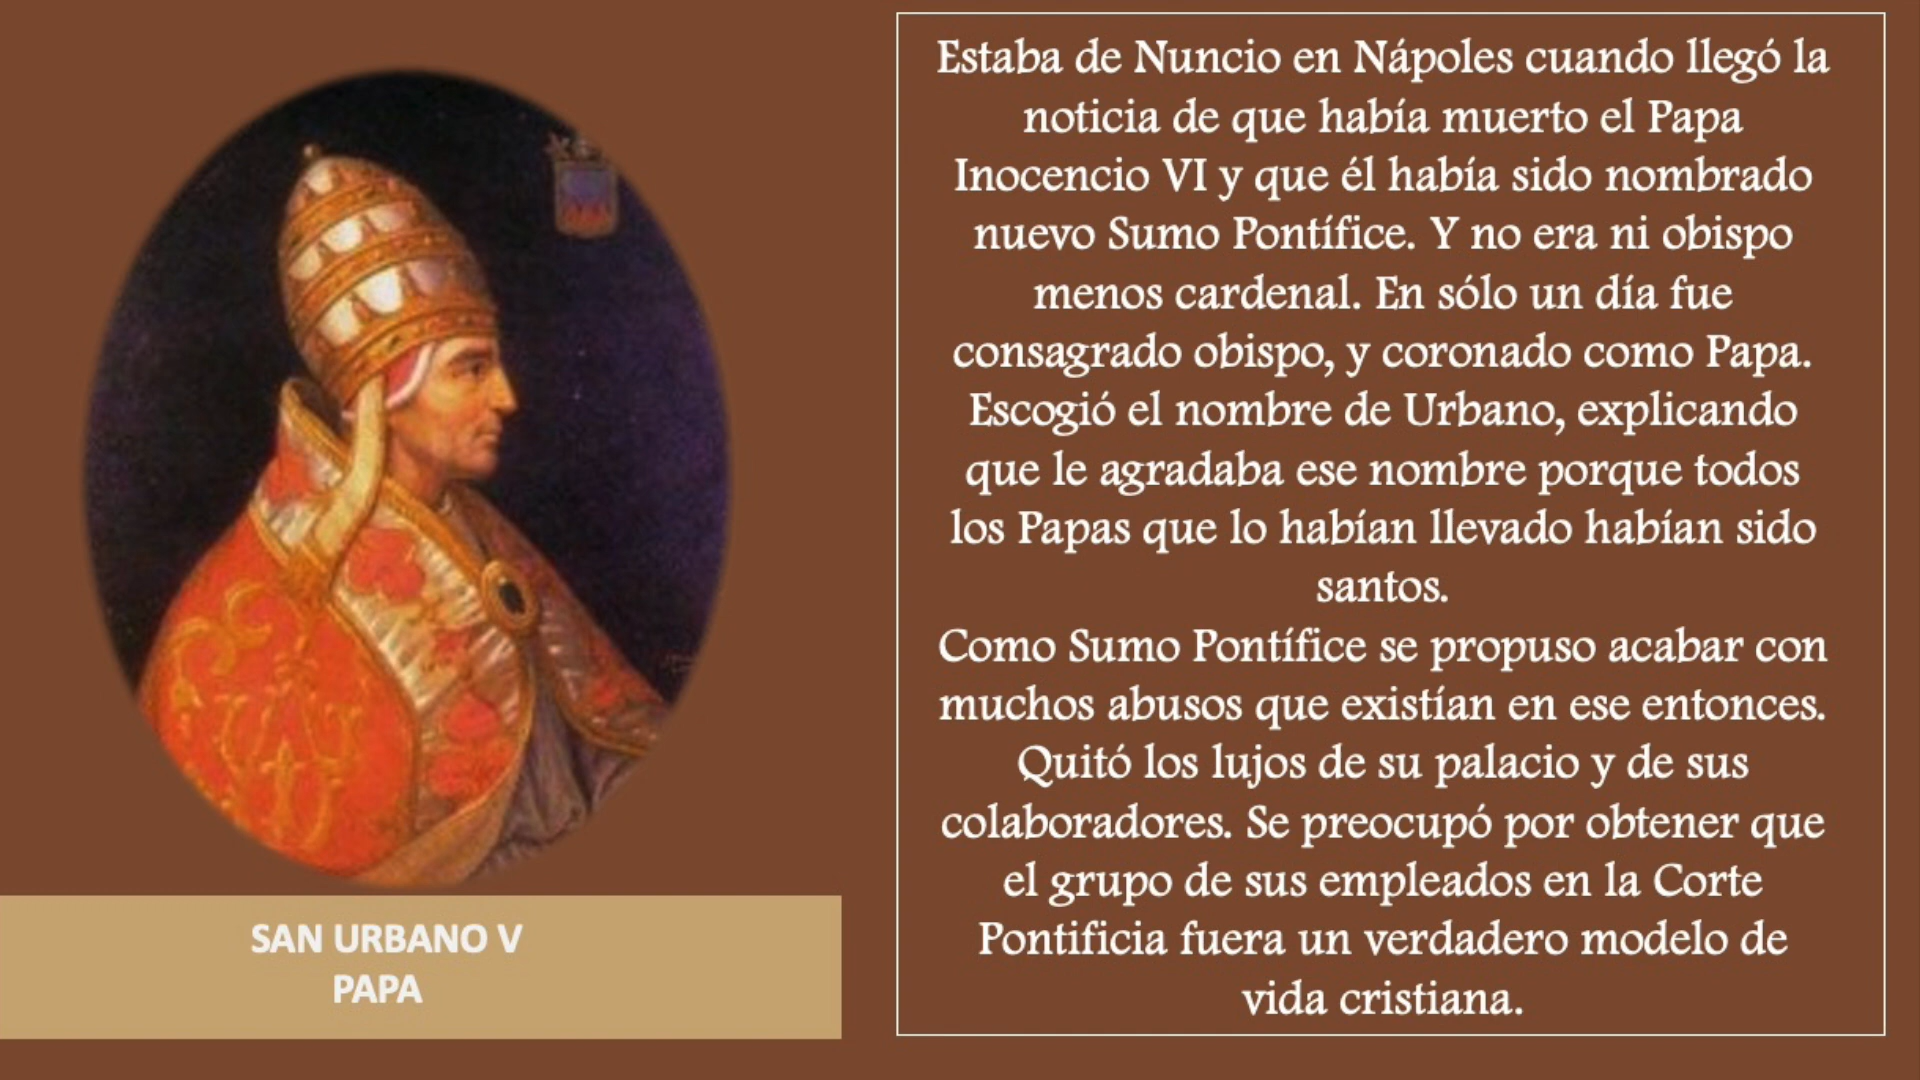 Estaba de Nuncio en Nápoles cuando llegó la
noticia de que había muerto el Papa
Inocencio VI y que él había sido nombrado
nuevo Sumo Pontífice. Y no era ni obispo
menos cardenal. En sólo un día fue
consagrado obispo, y coronado como Papa.
Escogió el nombre de Urbano, explicando
que le agradaba ese nombre porque todos
los Papas que lo habían llevado habían sido
santos.
Como Sumo Pontífice se propuso acabar con
muchos abusos que existían en ese entonces.
Quitó los lujos de su palacio y de sus
colaboradores. Se preocupó por obtener que
el grupo de sus empleados en la Corte
Pontificia fuera un verdadero modelo de
vida cristiana.
SAN URBANO V
PAPA